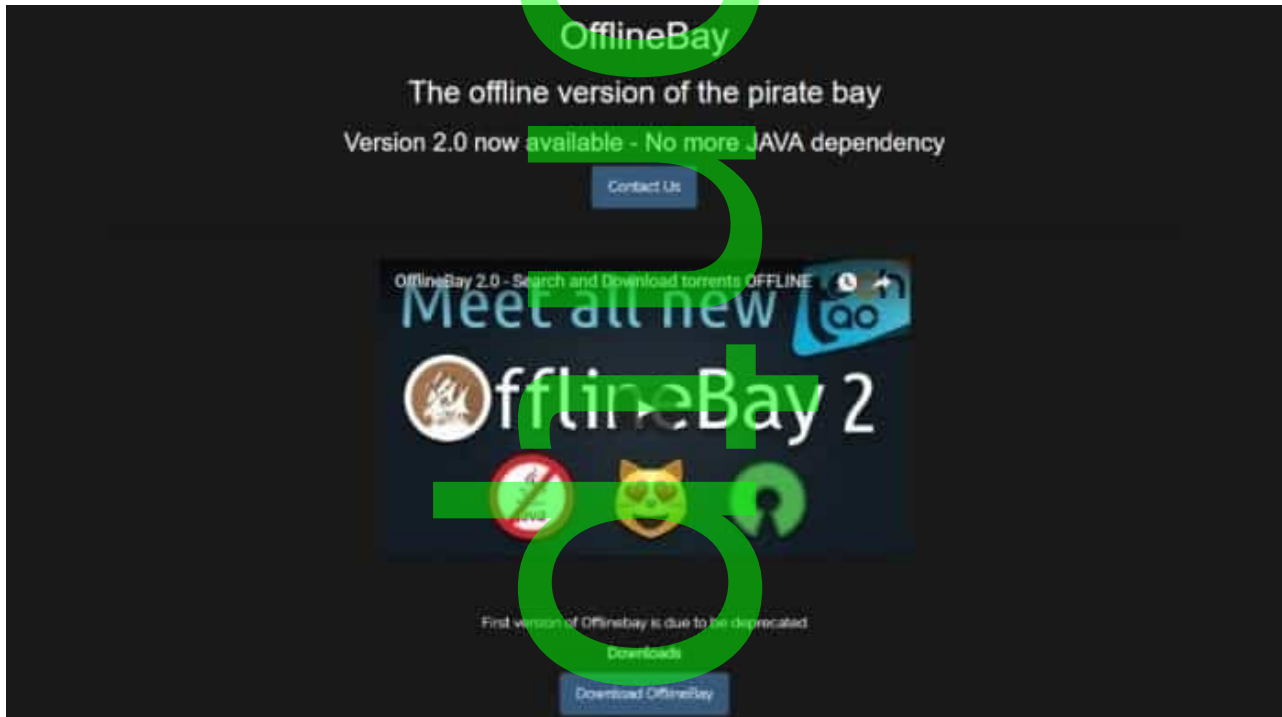 OfflineBay
The offline version of the pirate bay
Version 2.0 now available - No more JAVA dependency
Contact Us
OfflineBay 2.0 - Search and Download torrents OFFLINE
Meet all new
OfflineBay 2
First version of Offlinebay is due to be deprecated
Downloads
Download OfflineBay